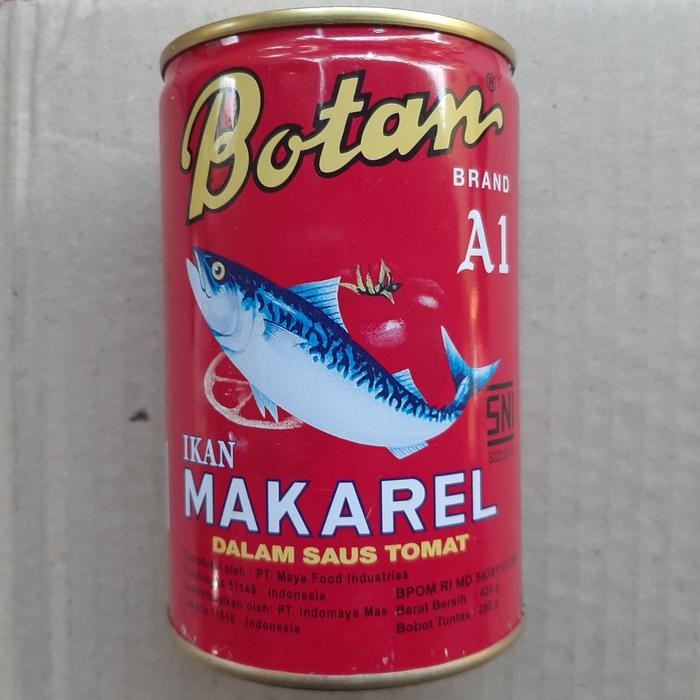 Botan®
BRAND
A1
SNI
IKAN
MAKAREL
DALAM SAUS TOMAT
oleh : PT. Maya Food Industries
51149 - Indonesia
oleh: PT. Indomaya Mas
11510 - Indonesia
BPOM RI MD
Berat Bersih : 425 g
Bobot Tuntas : 280 g